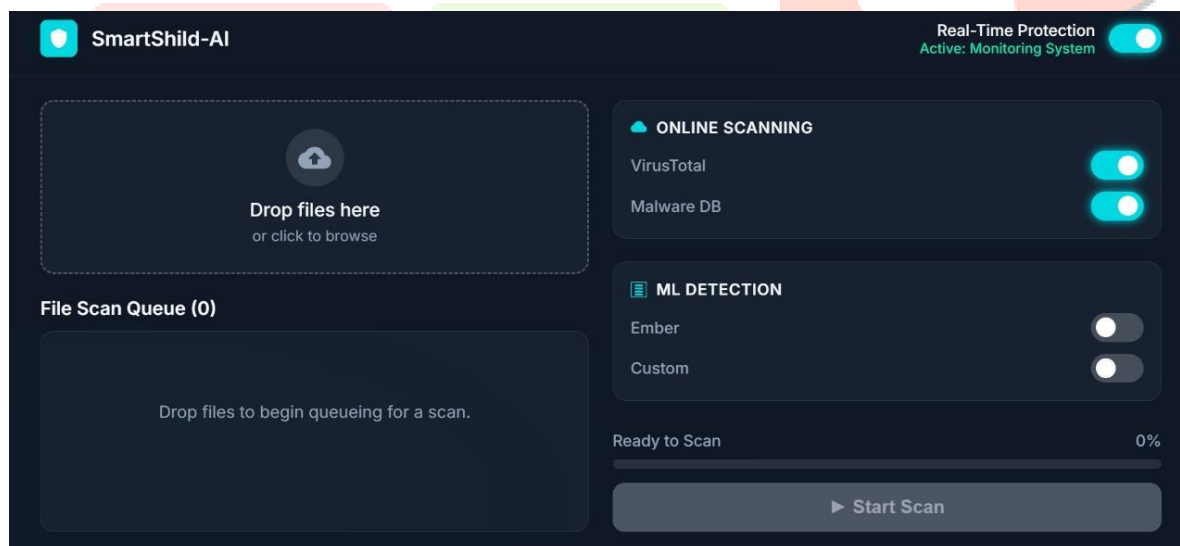 SmartShild-AI
Real-Time Protection
Active: Monitoring System
Drop files here
or click to browse
File Scan Queue (0)
Drop files to begin queueing for a scan.
ONLINE SCANNING
VirusTotal
Malware DB
ML DETECTION
Ember
Custom
Ready to Scan 0%
Start Scan